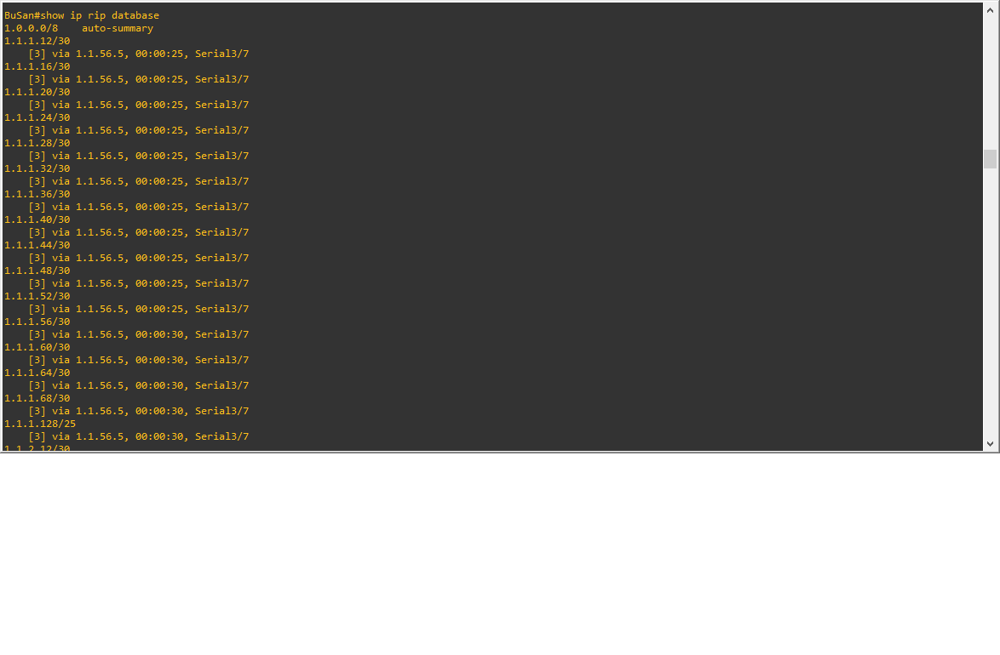 BuSan#show ip rip database
1.0.0.0/8    auto-summary
1.1.1.12/30
    [3] via 1.1.56.5, 00:00:25, Serial3/7
1.1.1.16/30
    [3] via 1.1.56.5, 00:00:25, Serial3/7
1.1.1.20/30
    [3] via 1.1.56.5, 00:00:25, Serial3/7
1.1.1.24/30
    [3] via 1.1.56.5, 00:00:25, Serial3/7
1.1.1.28/30
    [3] via 1.1.56.5, 00:00:25, Serial3/7
1.1.1.32/30
    [3] via 1.1.56.5, 00:00:25, Serial3/7
1.1.1.36/30
    [3] via 1.1.56.5, 00:00:25, Serial3/7
1.1.1.40/30
    [3] via 1.1.56.5, 00:00:25, Serial3/7
1.1.1.44/30
    [3] via 1.1.56.5, 00:00:25, Serial3/7
1.1.1.48/30
    [3] via 1.1.56.5, 00:00:25, Serial3/7
1.1.1.52/30
    [3] via 1.1.56.5, 00:00:25, Serial3/7
1.1.1.56/30
    [3] via 1.1.56.5, 00:00:30, Serial3/7
1.1.1.60/30
    [3] via 1.1.56.5, 00:00:30, Serial3/7
1.1.1.64/30
    [3] via 1.1.56.5, 00:00:30, Serial3/7
1.1.1.68/30
    [3] via 1.1.56.5, 00:00:30, Serial3/7
1.1.1.128/25
    [3] via 1.1.56.5, 00:00:30, Serial3/7
1.1.2.12/30